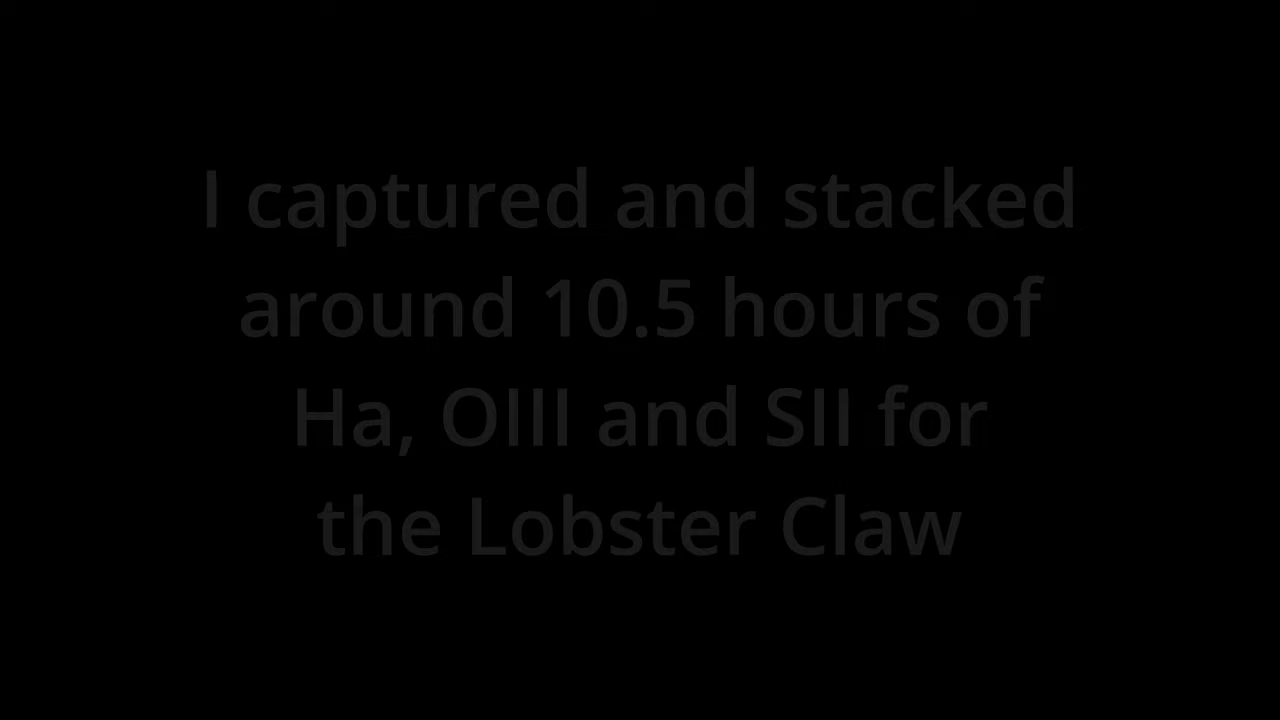 I captured and stacked
around 10.5 hours of
Ha, OIII and SII for
the Lobster Claw